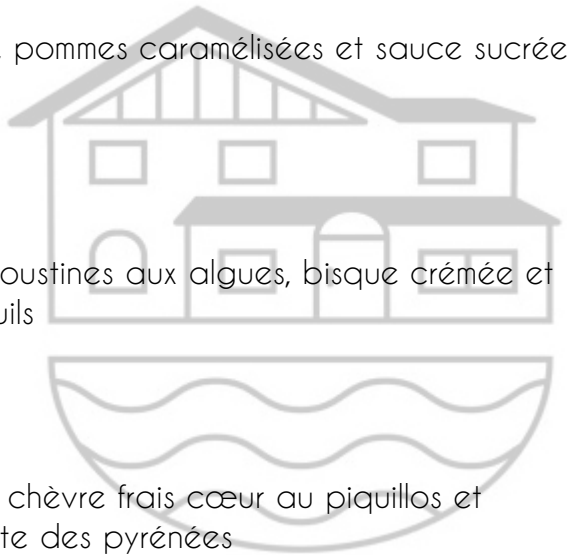 pommes caramélisées et sauce sucrée
oustines aux algues, bisque crémée et
uils
chèvre frais cœur au piquillos et
te des pyrénées